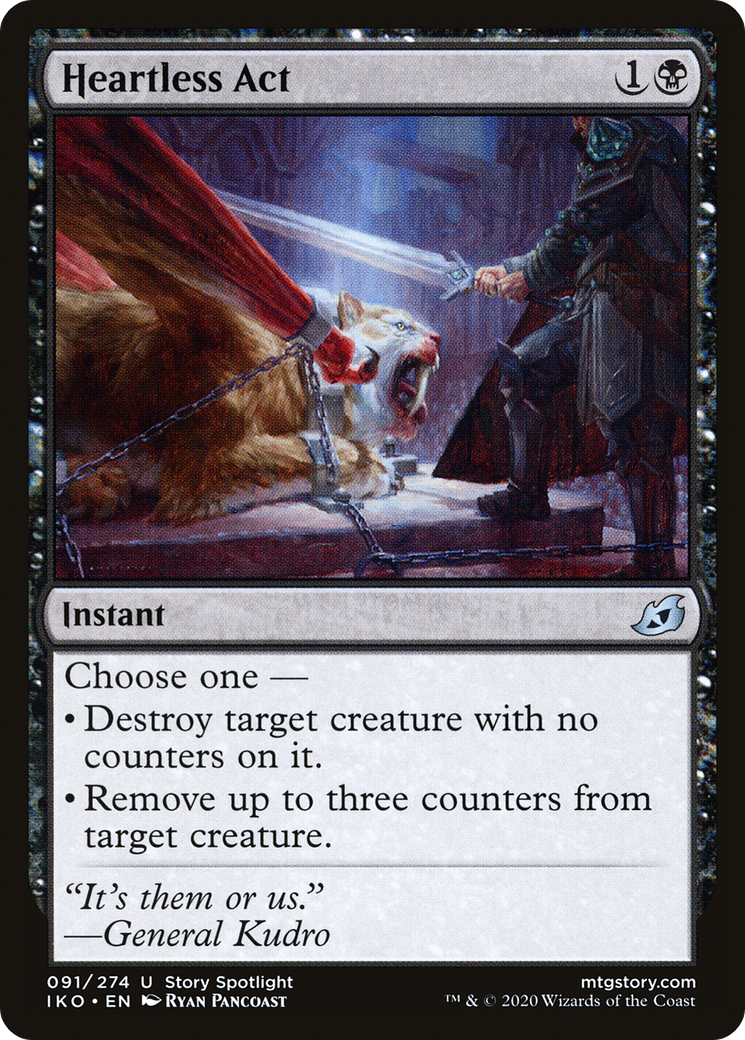 Heartless Act 1
Instant
Choose one —
• Destroy target creature with no
counters on it.
• Remove up to three counters from
target creature.
“It’s them or us.”
—General Kudro
091/274 U Story Spotlight
mtgstory.com
IKO • EN Ryan Pancoast
™ & © 2020 Wizards of the Coast